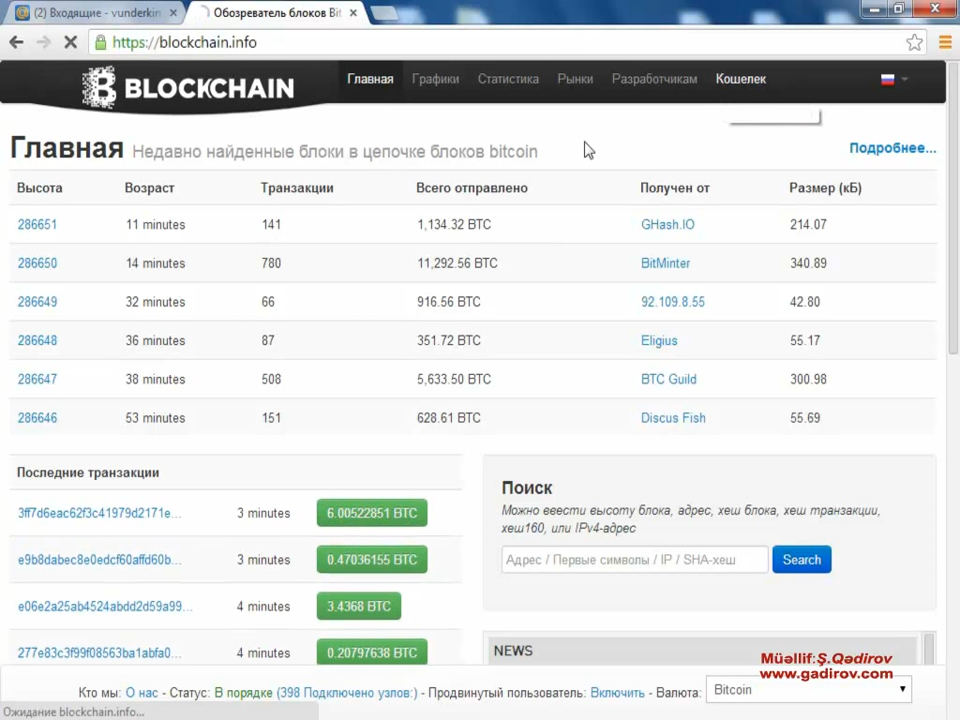 (2) Входящие - vunderkin
Обозреватель блоков Bit
https://blockchain.info
BLOCKCHAIN
Главная Графики Статистика Рынки Разработчикам Кошелек
Главная Недавно найденные блоки в цепочке блоков bitcoin
Подробнее...
Высота Возраст Транзакции Всего отправлено Получен от Размер (кБ)
286651 11 minutes 141 1,134.32 BTC GHash.IO 214.07
286650 14 minutes 780 11,292.56 BTC BitMinter 340.89
286649 32 minutes 66 916.56 BTC 92.109.8.55 42.80
286648 36 minutes 87 351.72 BTC Eligius 55.17
286647 38 minutes 508 5,633.50 BTC BTC Guild 300.98
286646 53 minutes 151 628.61 BTC Discus Fish 55.69
Последние транзакции
3ff7d6eac62f3c41979d2171e... 3 minutes 6.00522851 BTC
e9b8dabec8e0edcf60affd60b... 3 minutes 0.47036155 BTC
e06e2a25ab4524abdd2d59a99... 4 minutes 3.4368 BTC
277e83c3f99f08563ba1abfa0... 4 minutes 0.20797638 BTC
Поиск
Можно ввести высоту блока, адрес, хеш блока, хеш транзакции,
хеш160, или IPv4-адрес
Адрес / Первые символы / IP / SHA-хеш
Search
NEWS
Müəllif:Ş.Qədirov
www.gadirov.com
Кто мы: О нас - Статус: В порядке (398 Подключено узлов:) - Продвинутый пользователь: Включить - Валюта: Bitcoin
Ожидание blockchain.info...